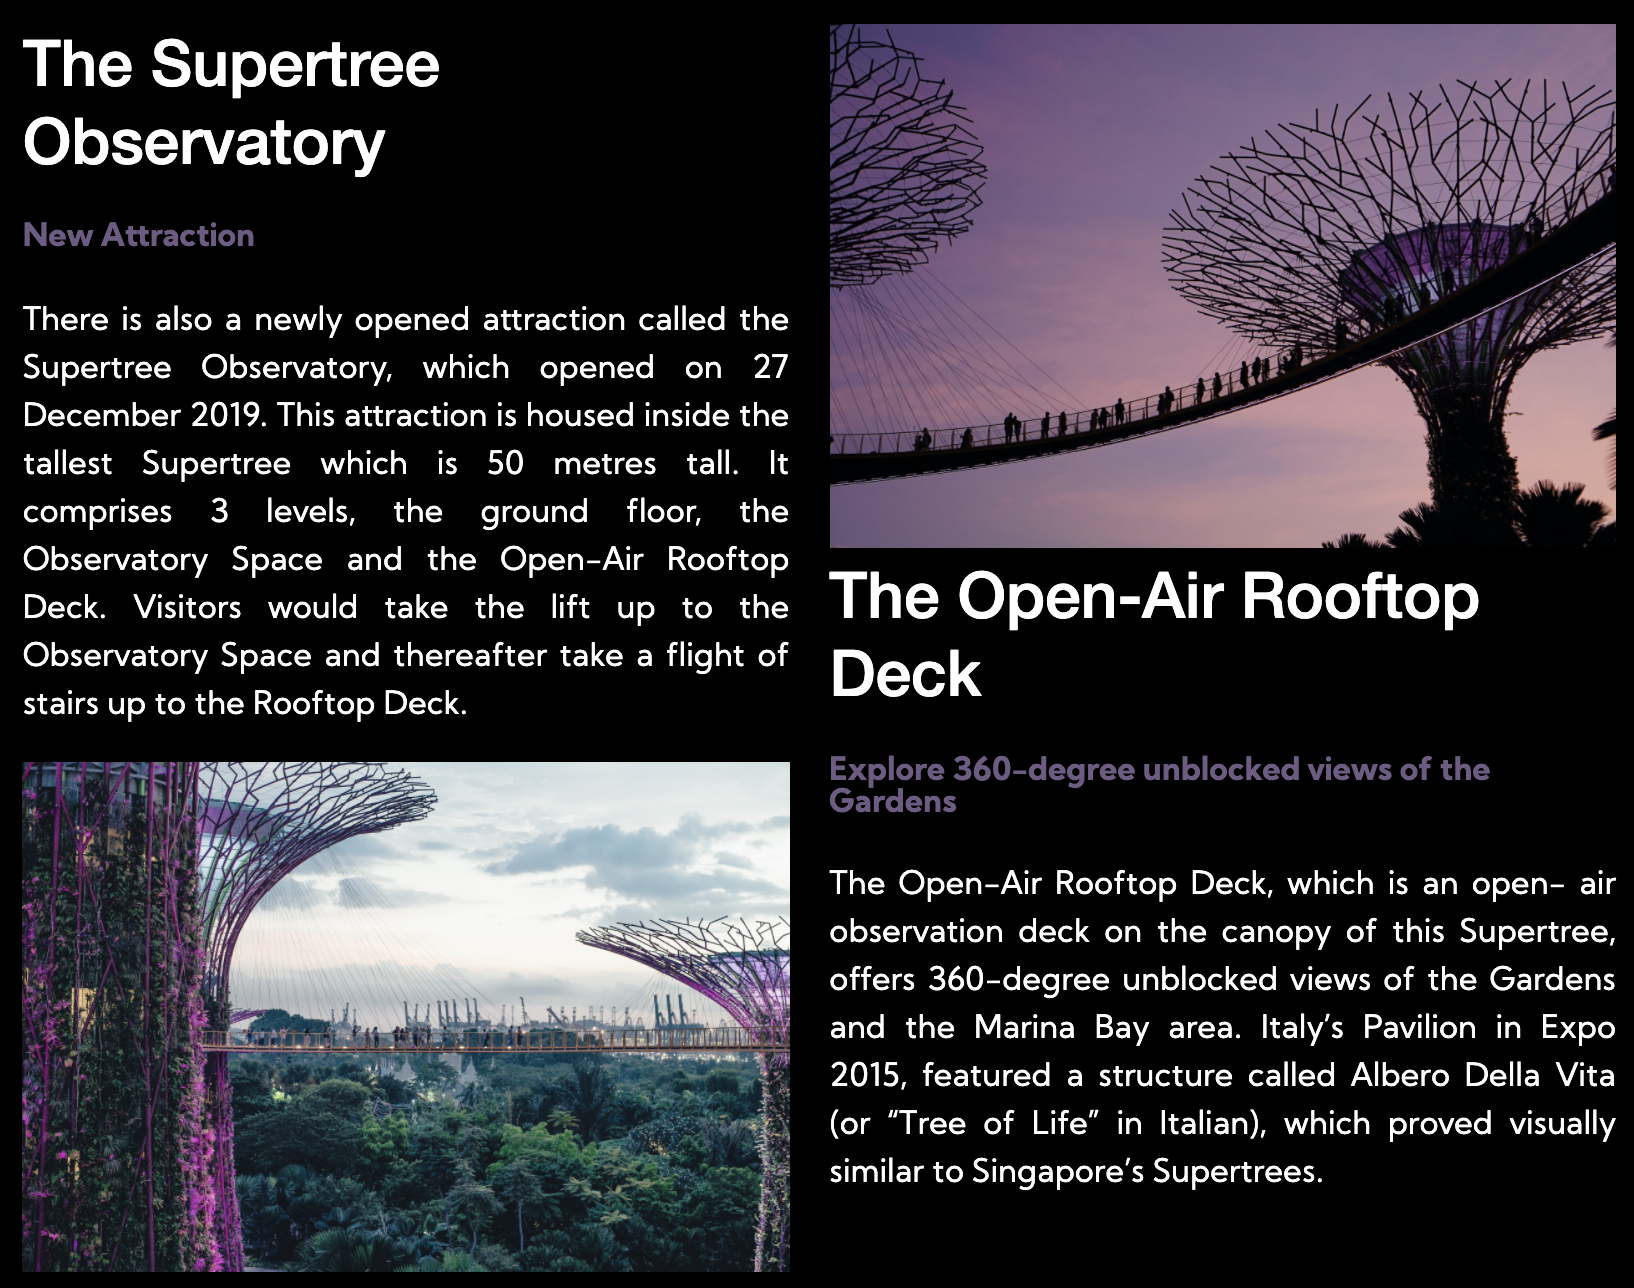 The Supertree
Observatory
New Attraction
There is also a newly opened attraction called the
Supertree Observatory, which opened on 27
December 2019. This attraction is housed inside the
tallest Supertree which is 50 metres tall. It
comprises 3 levels, the ground floor, the
Observatory Space and the Open-Air Rooftop
Deck. Visitors would take the lift up to the
Observatory Space and thereafter take a flight of
stairs up to the Rooftop Deck.
The Open-Air Rooftop
Deck
Explore 360-degree unblocked views of the
Gardens
The Open-Air Rooftop Deck, which is an open- air
observation deck on the canopy of this Supertree,
offers 360-degree unblocked views of the Gardens
and the Marina Bay area. Italy’s Pavilion in Expo
2015, featured a structure called Albero Della Vita
(or “Tree of Life” in Italian), which proved visually
similar to Singapore’s Supertrees.